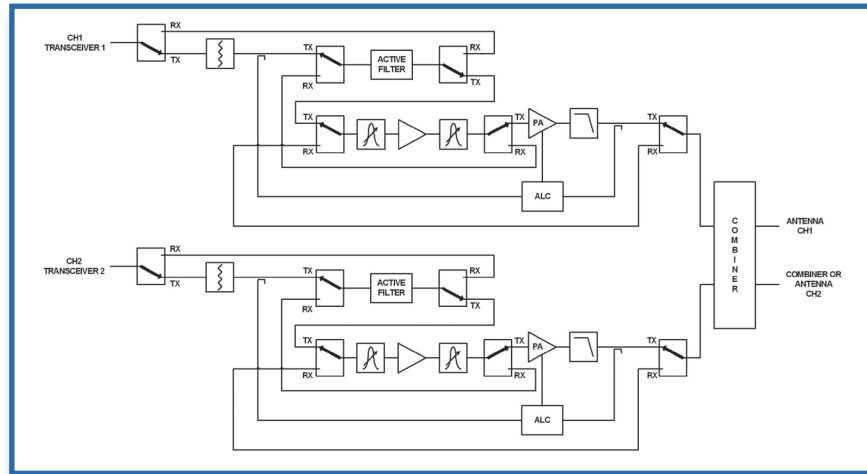 RX
CH1
TRANSCEIVER 1
TX
TX
RX
ACTIVE
FILTER
RX
TX
TX
RX
TX
RX
PA
ALC
TX
RX
COMBINER
ANTENNA
CH1
COMBINER OR
ANTENNA
CH2
RX
CH2
TRANSCEIVER 2
TX
TX
RX
ACTIVE
FILTER
RX
TX
TX
RX
TX
RX
PA
ALC
TX
RX